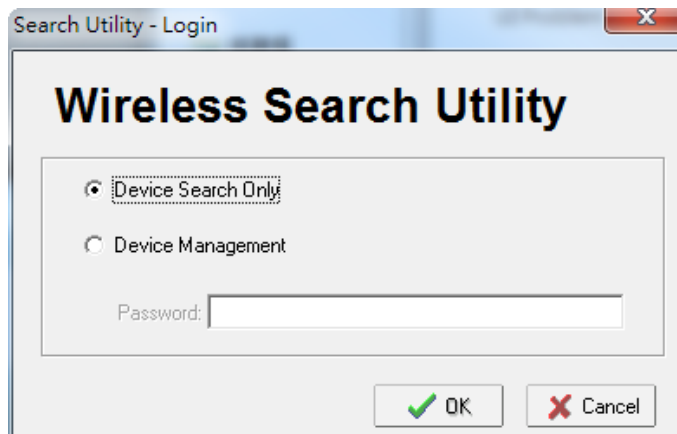 Search Utility - Login
Wireless Search Utility
Device Search Only
Device Management
Password:
OK
Cancel